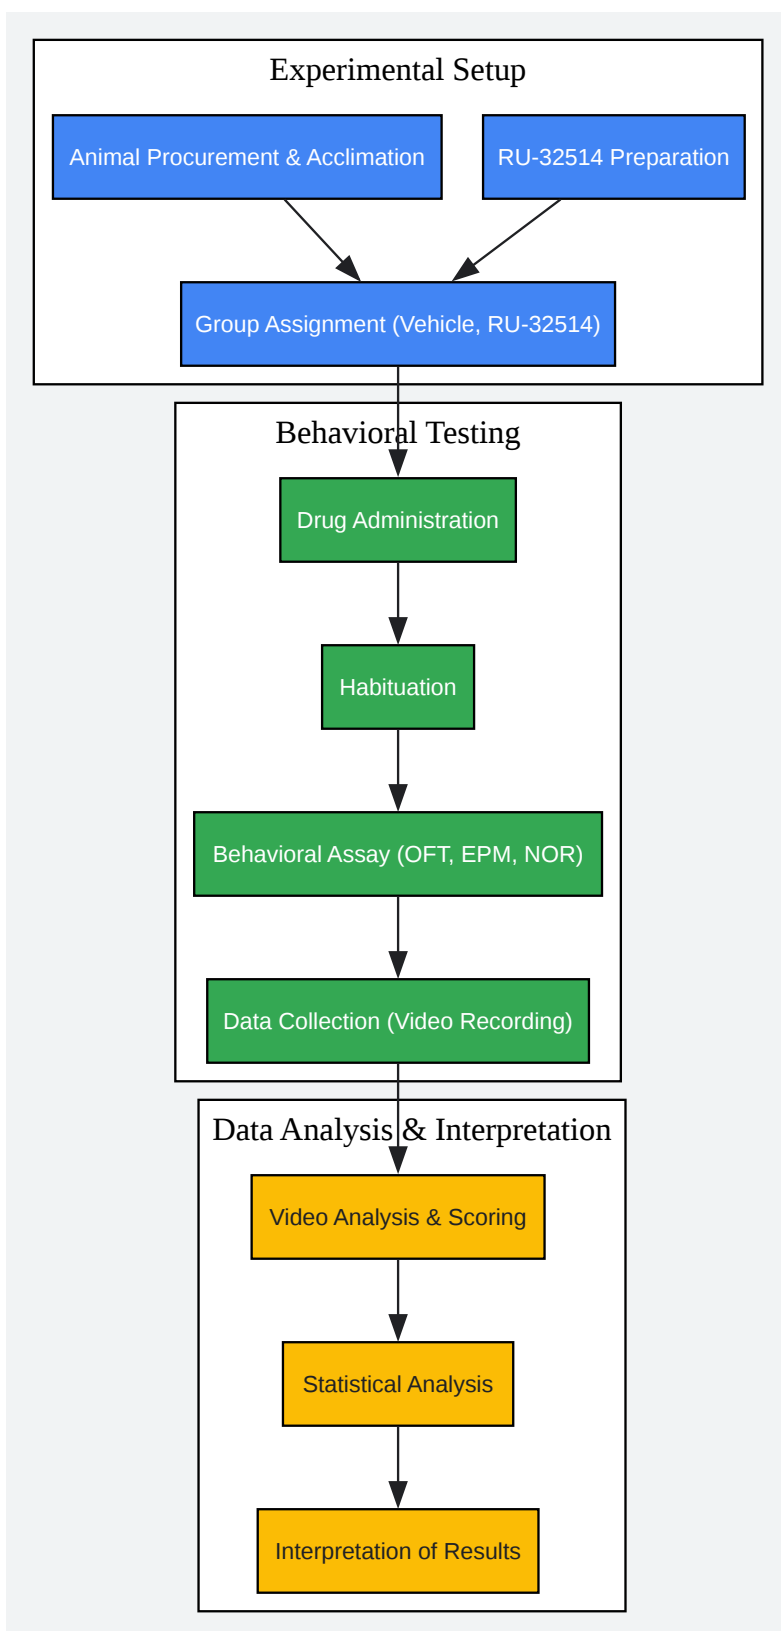 Experimental Setup
Animal Procurement & Acclimation
RU-32514 Preparation
Group Assignment (Vehicle, RU-32514)
Behavioral Testing
Drug Administration
Habituation
Behavioral Assay (OFT, EPM, NOR)
Data Collection (Video Recording)
Data Analysis & Interpretation
Video Analysis & Scoring
Statistical Analysis
Interpretation of Results